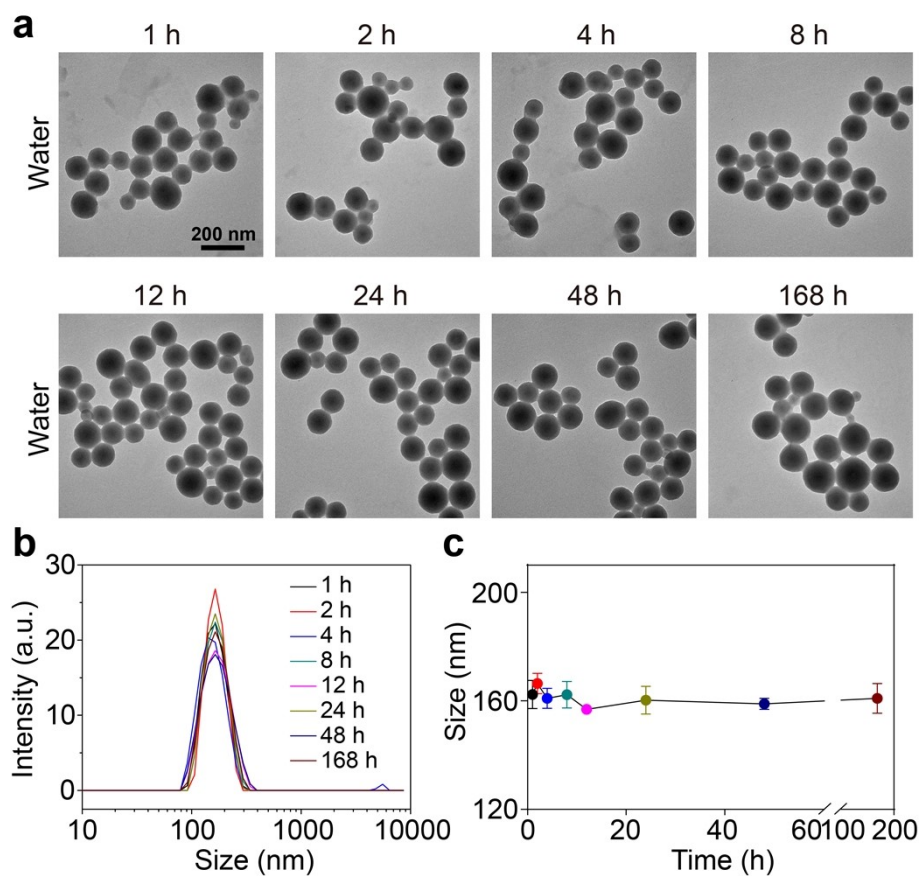 a
1 h 2 h 4 h 8 h
Water
200 nm
12 h 24 h 48 h 168 h
Water
b
30
20
10
0
Intensity (a.u.)
1 h
2 h
4 h
8 h
12 h
24 h
48 h
168 h
10 100 1000 10000
Size (nm)
c
200
160
120
Size (nm)
0 20 40 60 100 200
Time (h)